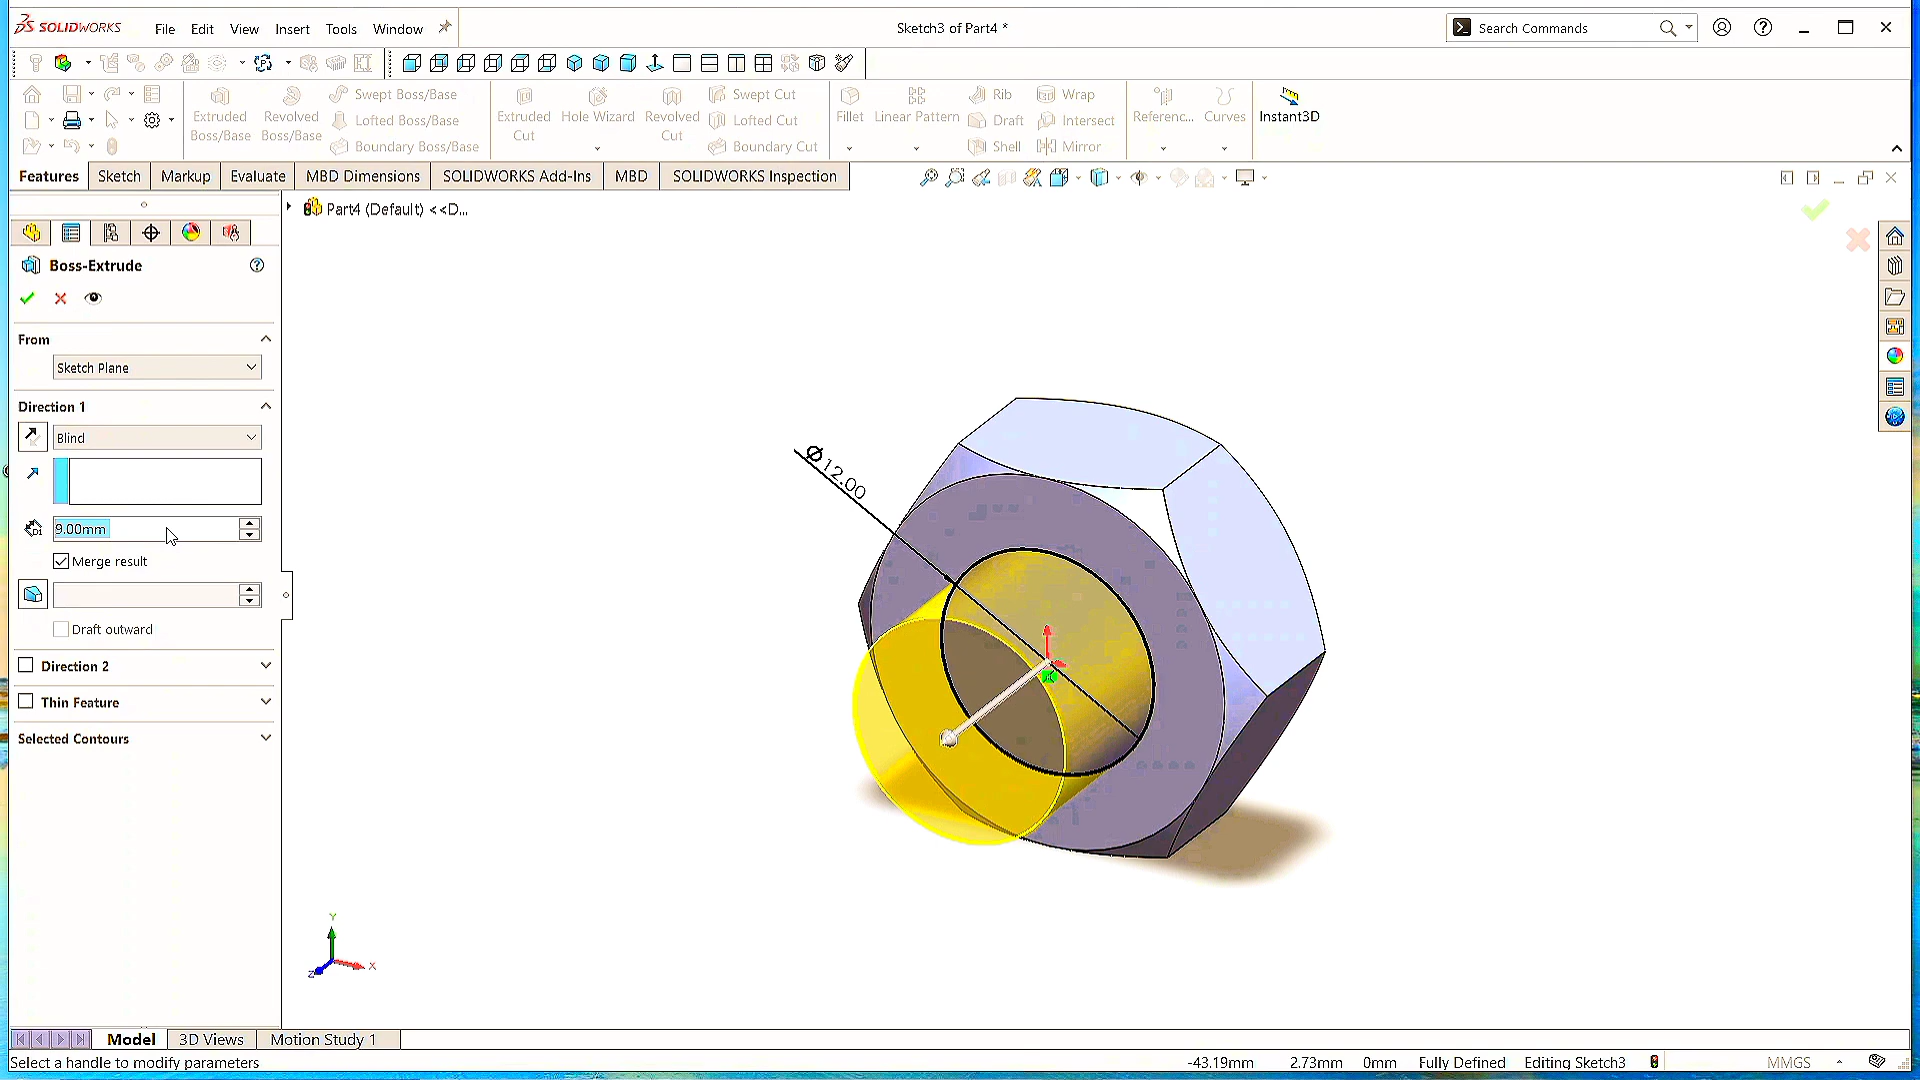 SOLIDWORKS File Edit View Insert Tools Window Sketch3 of Part4 * Search Commands
Extruded Boss/Base Revolved Boss/Base Swept Boss/Base Lofted Boss/Base Boundary Boss/Base Extruded Cut Hole Wizard Revolved Cut Swept Cut Lofted Cut Boundary Cut Fillet Linear Pattern Rib Draft Shell Wrap Intersect Mirror Referenc... Curves Instant3D
Features Sketch Markup Evaluate MBD Dimensions SOLIDWORKS Add-Ins MBD SOLIDWORKS Inspection
Part4 (Default) <<D...
Boss-Extrude
From
Sketch Plane
Direction 1
Blind
9.00mm
Merge result
Draft outward
Direction 2
Thin Feature
Selected Contours
Ø12.00
Y
X
Z
Model 3D Views Motion Study 1
Select a handle to modify parameters -43.19mm 2.73mm 0mm Fully Defined Editing Sketch3 MMGS